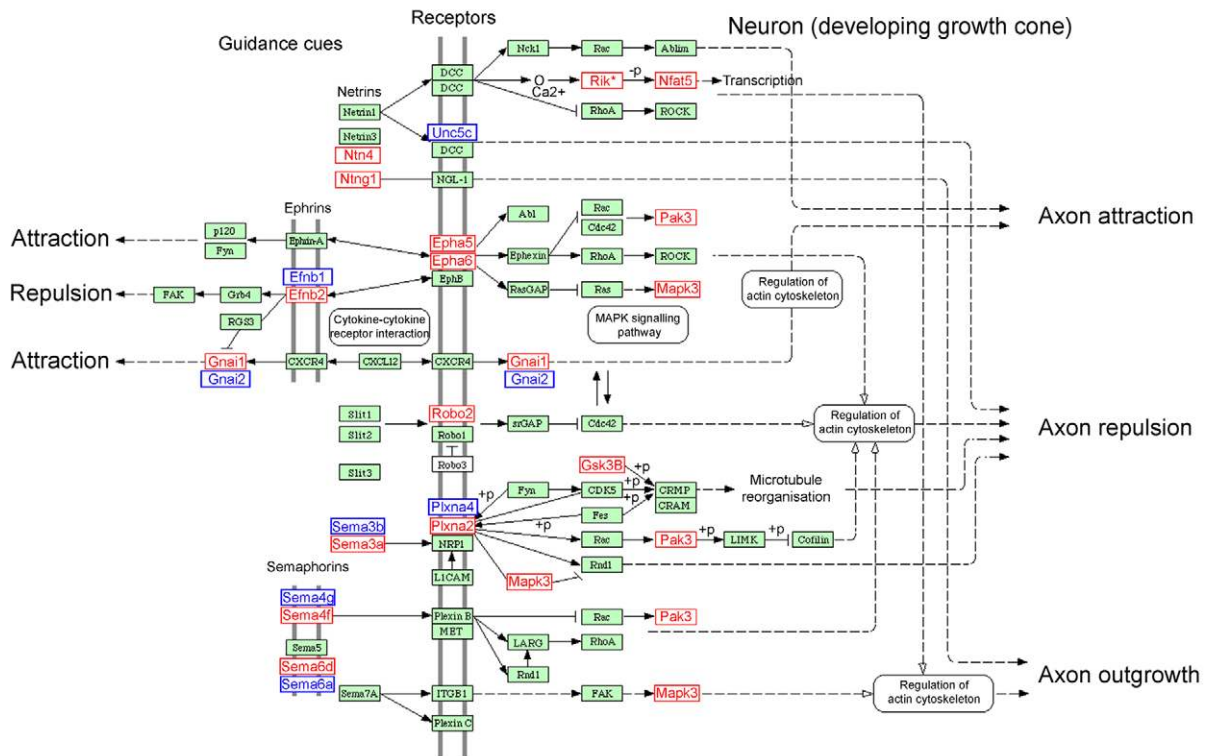 Receptors
Neuron (developing growth cone)
Guidance cues
Nck1
Rac
Ablim
DCC
DCC
O
Ca2+
Rik*
-p
Nfat5
Transcription
Netrins
Netrin1
RhoA
ROCK
Netrin3
Ntn4
Unc5c
DCC
Ntng1
NGL-1
Ephrins
Abl
Rac
Cdc42
Pak3
Axon attraction
p120
Fyn
Attraction
Ephrin-A
Epha5
Epha6
EphB
Ephexin
RhoA
ROCK
Efnb1
Efnb2
Regulation of
actin cytoskeleton
Repulsion
FAK
Grb4
RGS3
RasGAP
Ras
Mapk3
Cytokine-cytokine
receptor interaction
MAPK signalling
pathway
Attraction
Gnai1
Gnai2
CXCR4
CXCL12
CXCR4
Gnai1
Gnai2
Slit1
Slit2
Slit3
Robo2
Robo1
Robo3
srGAP
Cdc42
Regulation of
actin cytoskeleton
Axon repulsion
Gsk3B
+p
+p
Fyn
CDK5
+p
CRMP
CRAM
Microtubule
reorganisation
Plxna4
Plxna2
Fes
+p
Sema3b
Sema3a
NRP1
Rac
Pak3
+p
LIMK
+p
Cofilin
Rnd1
L1CAM
Mapk3
Semaphorins
Sema4g
Sema4f
Plexin B
MET
Rac
Pak3
LARG
RhoA
Sema5
Rnd1
Sema6d
Sema6a
Sema7A
ITGB1
FAK
Mapk3
Regulation of
actin cytoskeleton
Axon outgrowth
Plexin C